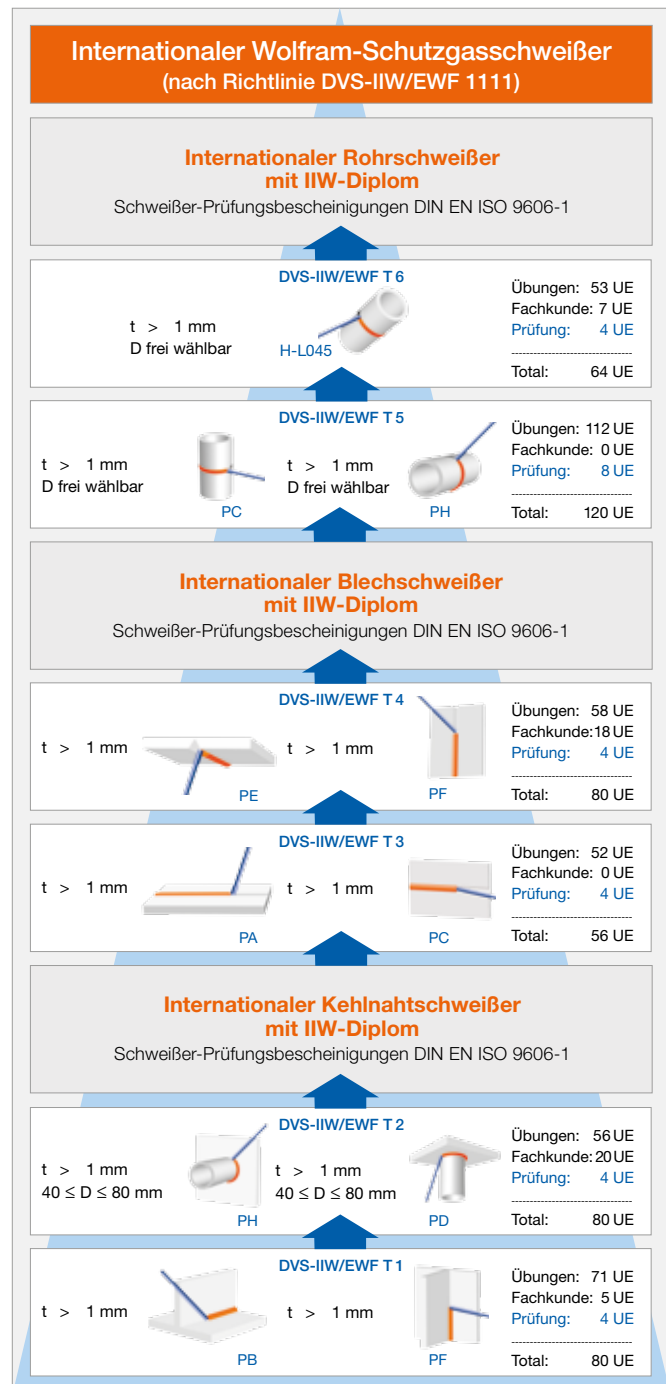 Internationaler Wolfram-Schutzgasschweißer
(nach Richtlinie DVS-IIW/EWF 1111)
Internationaler Rohrschweißer
mit IIW-Diplom
Schweißer-Prüfungsbescheinigungen DIN EN ISO 9606-1
DVS-IIW/EWF T 6
t > 1 mm
D frei wählbar
H-L045
Übungen: 53 UE
Fachkunde: 7 UE
Prüfung: 4 UE
Total: 64 UE
DVS-IIW/EWF T 5
t > 1 mm
D frei wählbar
PC
t > 1 mm
D frei wählbar
PH
Übungen: 112 UE
Fachkunde: 0 UE
Prüfung: 8 UE
Total: 120 UE
Internationaler Blechschweißer
mit IIW-Diplom
Schweißer-Prüfungsbescheinigungen DIN EN ISO 9606-1
DVS-IIW/EWF T 4
t > 1 mm
PE
t > 1 mm
PF
Übungen: 58 UE
Fachkunde: 18 UE
Prüfung: 4 UE
Total: 80 UE
DVS-IIW/EWF T 3
t > 1 mm
PA
t > 1 mm
PC
Übungen: 52 UE
Fachkunde: 0 UE
Prüfung: 4 UE
Total: 56 UE
Internationaler Kehlnahtschweißer
mit IIW-Diplom
Schweißer-Prüfungsbescheinigungen DIN EN ISO 9606-1
DVS-IIW/EWF T 2
t > 1 mm
40 ≤ D ≤ 80 mm
PH
t > 1 mm
40 ≤ D ≤ 80 mm
PD
Übungen: 56 UE
Fachkunde: 20 UE
Prüfung: 4 UE
Total: 80 UE
DVS-IIW/EWF T 1
t > 1 mm
PB
t > 1 mm
PF
Übungen: 71 UE
Fachkunde: 5 UE
Prüfung: 4 UE
Total: 80 UE